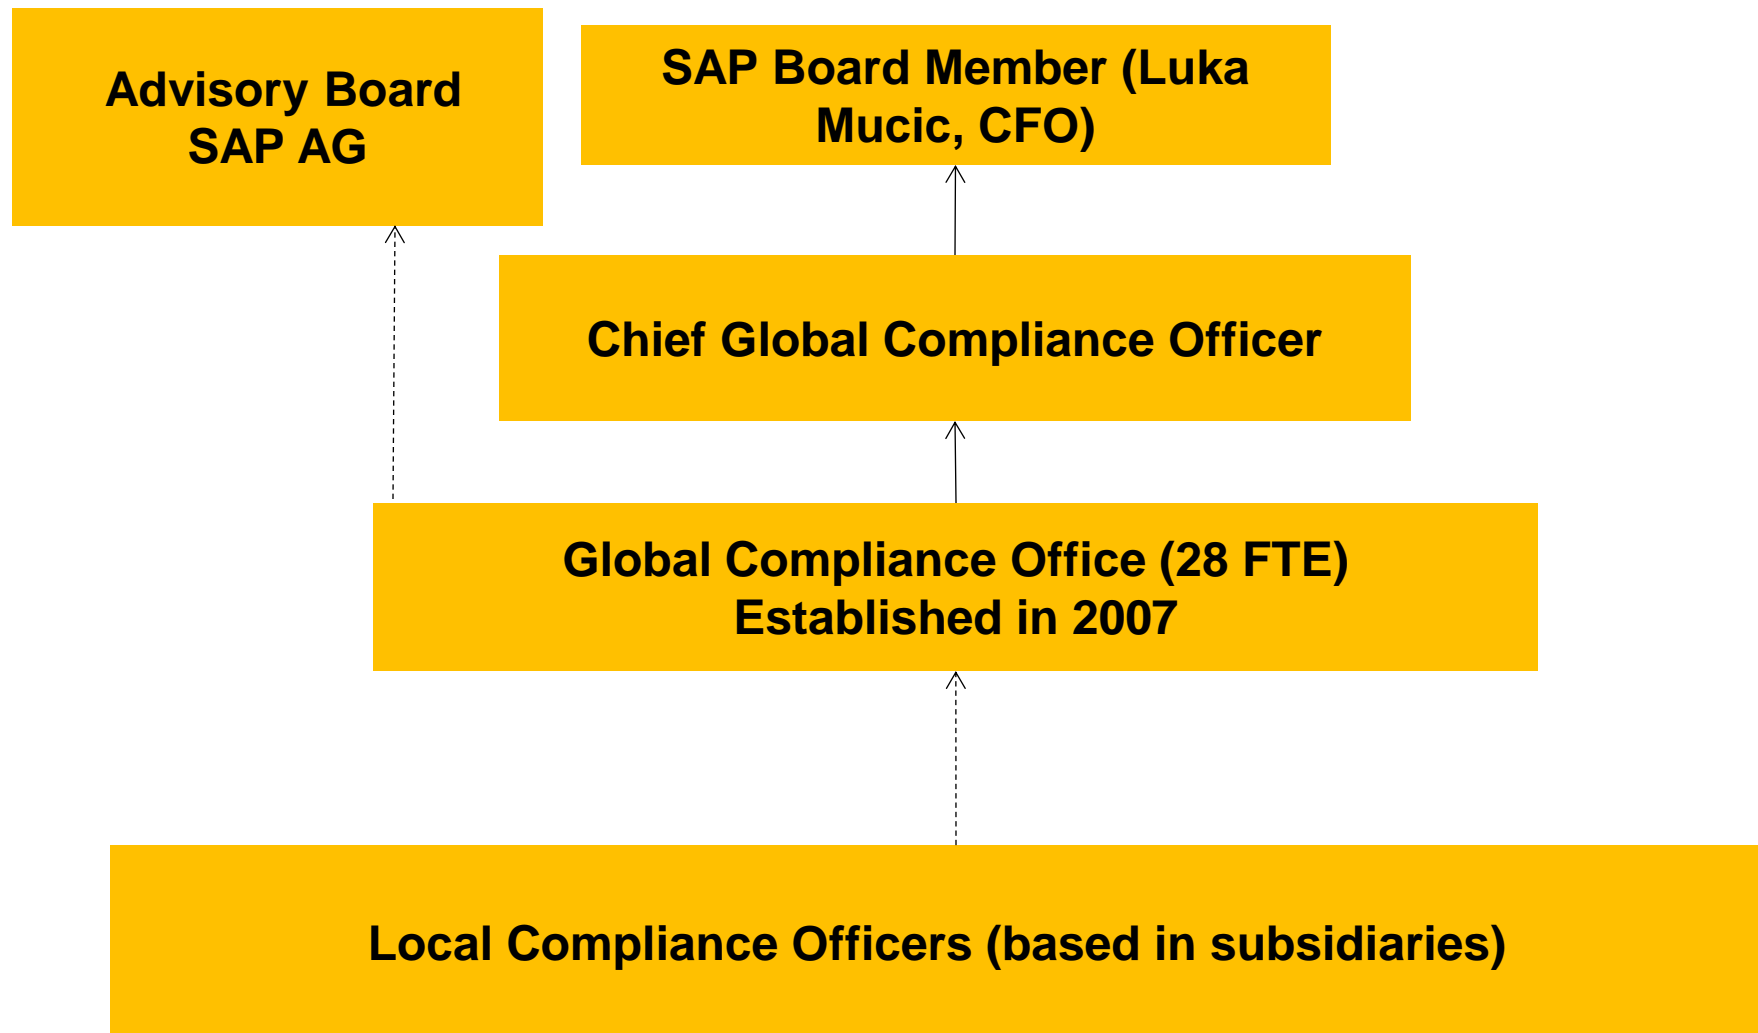 Advisory Board
SAP AG
SAP Board Member (Luka
Mucic, CFO)
Chief Global Compliance Officer
Global Compliance Office (28 FTE)
Established in 2007
Local Compliance Officers (based in subsidiaries)